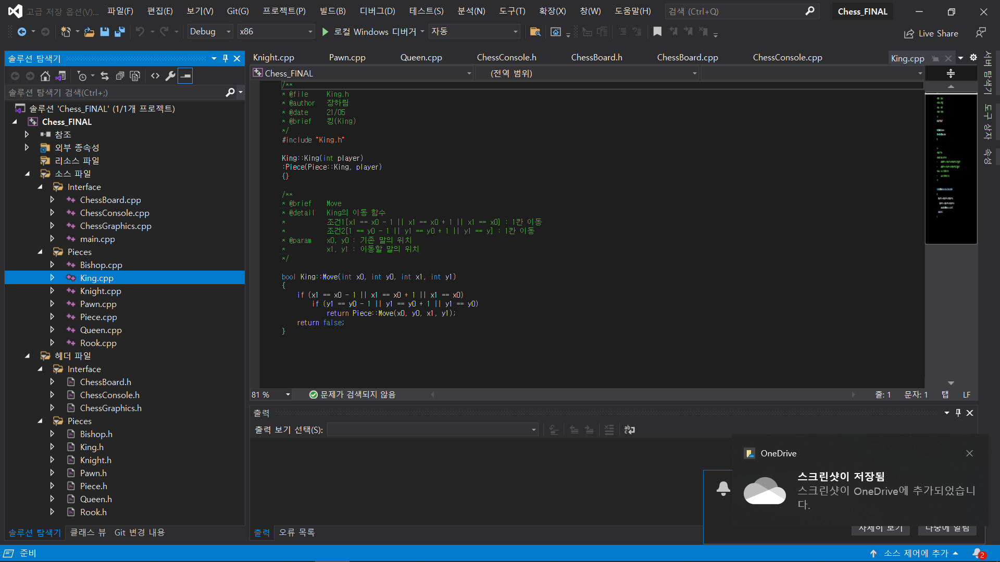 고급 저장 옵션(V)... 파일(F) 편집(E) 보기(V) Git(G) 프로젝트(P) 빌드(B) 디버그(D) 테스트(S) 분석(N) 도구(T) 확장(X) 창(W) 도움말(H) 검색 (Ctrl+Q) Chess_FINAL
Debug x86 로컬 Windows 디버거 자동 Live Share
솔루션 탐색기
솔루션 탐색기 검색(Ctrl+;)
솔루션 'Chess_FINAL' (1/1개 프로젝트)
Chess_FINAL
참조
외부 종속성
리소스 파일
소스 파일
Interface
ChessBoard.cpp
ChessConsole.cpp
ChessGraphics.cpp
main.cpp
Pieces
Bishop.cpp
King.cpp
Knight.cpp
Pawn.cpp
Piece.cpp
Queen.cpp
Rook.cpp
헤더 파일
Interface
ChessBoard.h
ChessConsole.h
ChessGraphics.h
Pieces
Bishop.h
King.h
Knight.h
Pawn.h
Piece.h
Queen.h
Rook.h
솔루션 탐색기 클래스 뷰 Git 변경 내용
Knight.cpp Pawn.cpp Queen.cpp ChessConsole.h ChessBoard.h ChessBoard.cpp ChessConsole.cpp King.cpp
Chess_FINAL (전역 범위)
/**
* @file King.h
* @author 장하림
* @date 21/05
* @brief 킹(King)
*/
#include "King.h"
King::King(int player)
:Piece(Piece::King, player)
{}
/**
* @brief Move
* @detail King의 이동 함수
* 조건1[x1 == x0 - 1 || x1 == x0 + 1 || x1 == x0] : 1칸 이동
* 조건2[1 == y0 - 1 || y1 == y0 + 1 || y1 == y] : 1칸 이동
* @param x0, y0 : 기존 말의 위치
* x1, y1 : 이동할 말의 위치
*/
bool King::Move(int x0, int y0, int x1, int y1)
{
if (x1 == x0 - 1 || x1 == x0 + 1 || x1 == x0)
if (y1 == y0 - 1 || y1 == y0 + 1 || y1 == y0)
return Piece::Move(x0, y0, x1, y1);
return false;
}
81 % 문제가 검색되지 않음 줄: 1 문자: 1 탭 LF
출력
출력 보기 선택(S):
출력 오류 목록
서버 탐색기
도구 상자
속성
OneDrive
스크린샷이 저장됨
스크린샷이 OneDrive에 추가되었습니
다.
자세히 보기 나중에 알림
준비 소스 제어에 추가 2